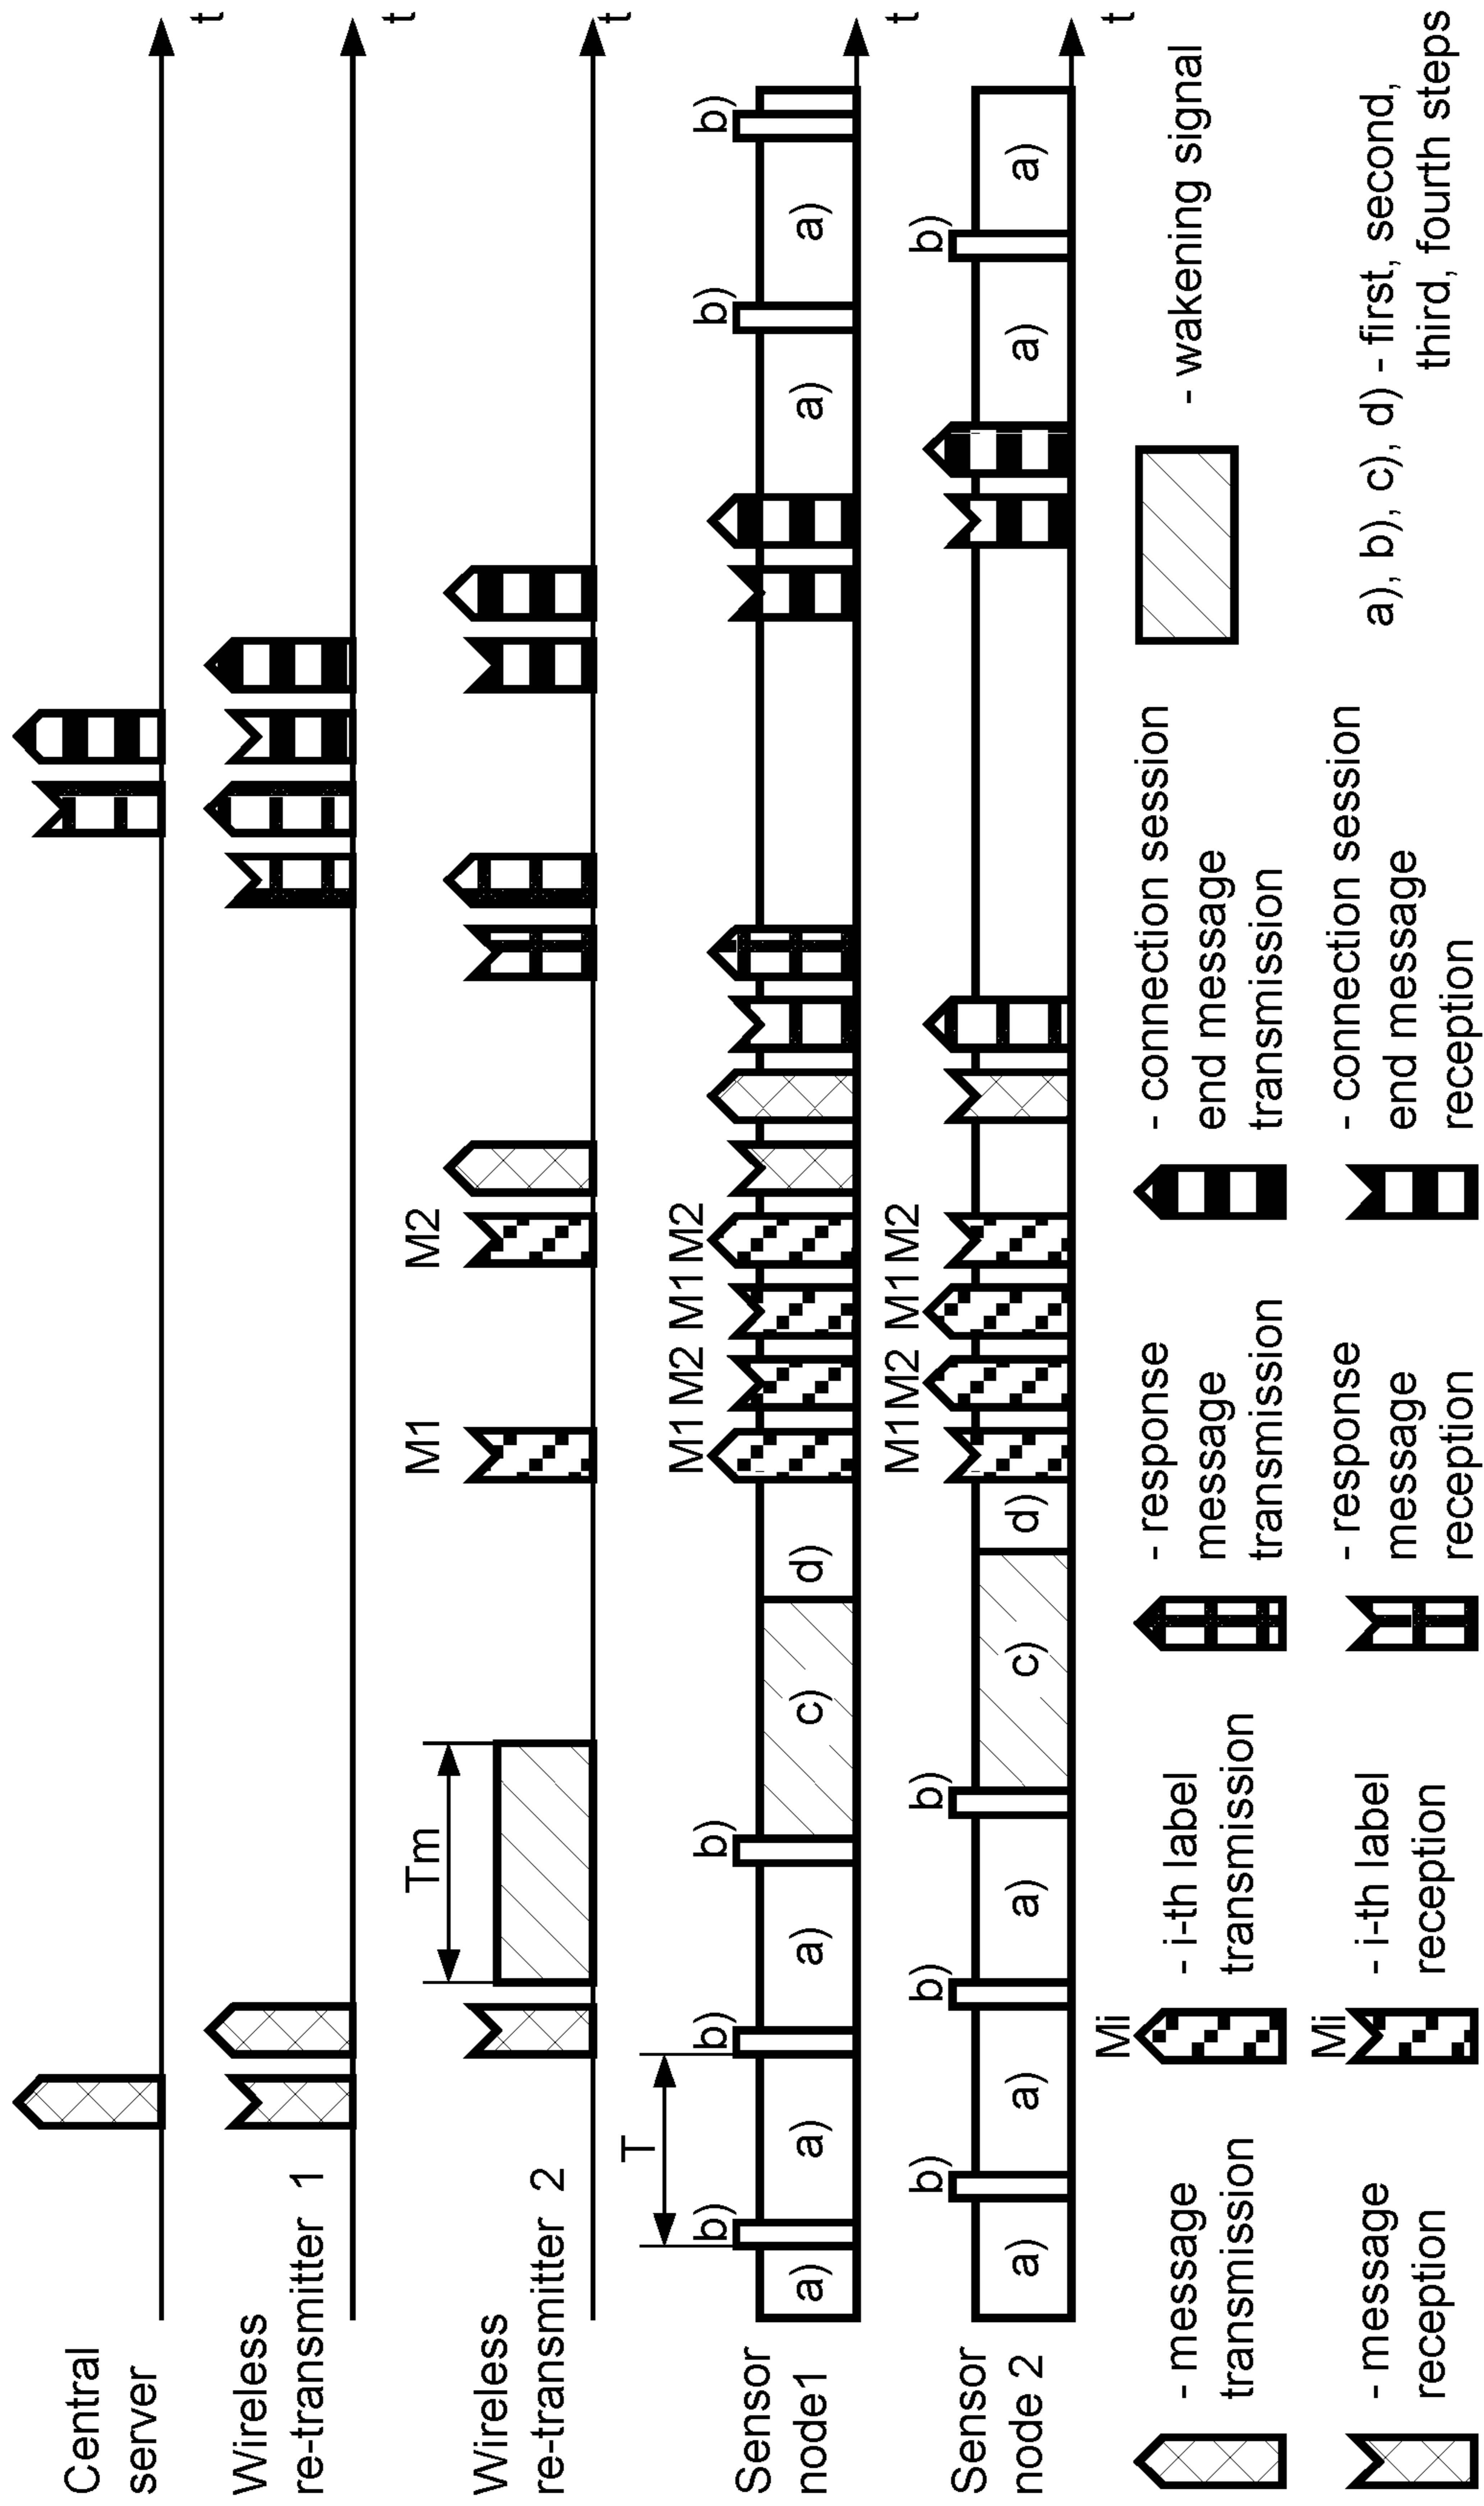 Central
server
t
Wireless
re-transmitter 1
t
Wireless
re-transmitter 2
Tm
M1
M2
t
Sensor
node1
T
a)
b)
a)
b)
a)
b)
c)
d)
M1
M2
M1
M2
a)
b)
a)
b)
t
Sensor
node 2
a)
b)
a)
b)
a)
b)
c)
d)
M1
M2
M1
M2
a)
b)
a)
t
- message
transmission
Mi
- i-th label
transmission
- response
message
transmission
- connection session
end message
transmission
- wakening signal
- message
reception
Mi
- i-th label
reception
- response
message
reception
- connection session
end message
reception
a), b), c), d) - first, second,
third, fourth steps